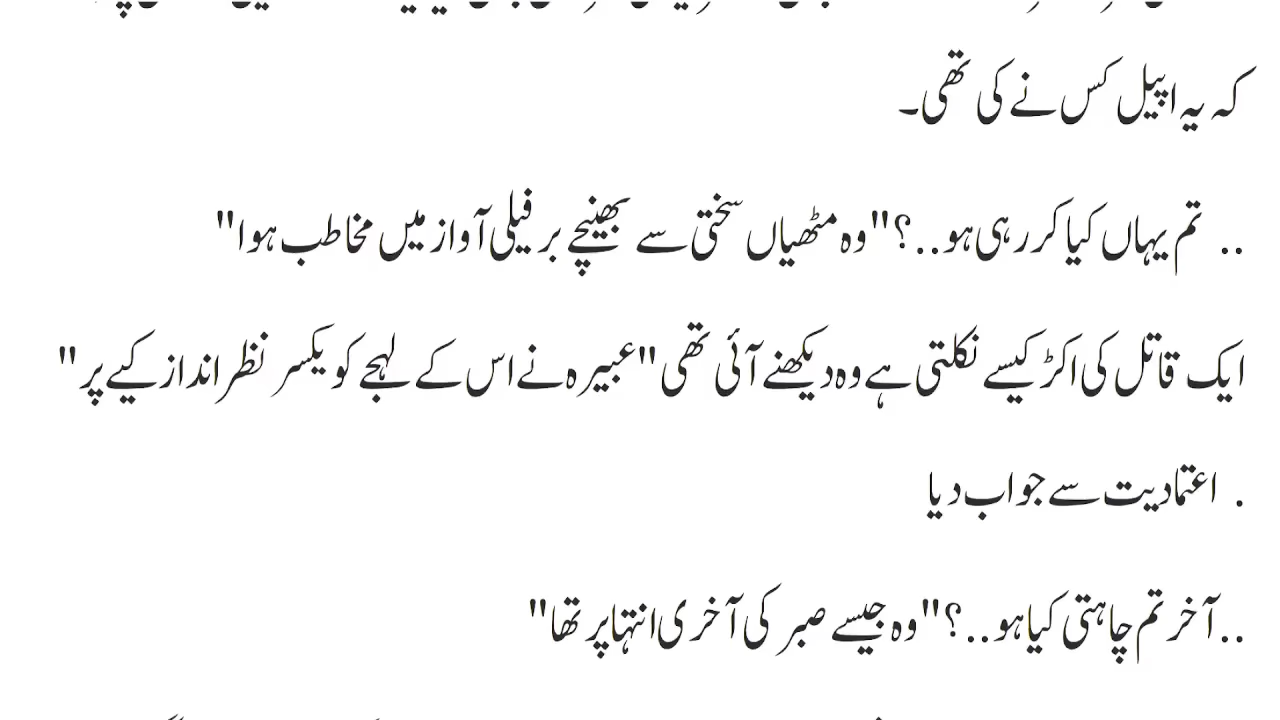 کہ یہ اپیل کس نے کی تھی۔
.. تم یہاں کیا کر رہی ہو..؟"وہ مٹھیاں سختی سے بھینچے برفیلی آواز میں مخاطب ہوا"
ایک قاتل کی اکڑ کیسے نکلتی ہے وہ دیکھنے آئی تھی"عبیرہ نے اس کے لہجے کو یکسر نظر انداز کیے پر"
. اعتمادیت سے جواب دیا
..آخر تم چاہتی کیا ہو..؟"وہ جیسے صبر کی آخری انتہا پر تھا"